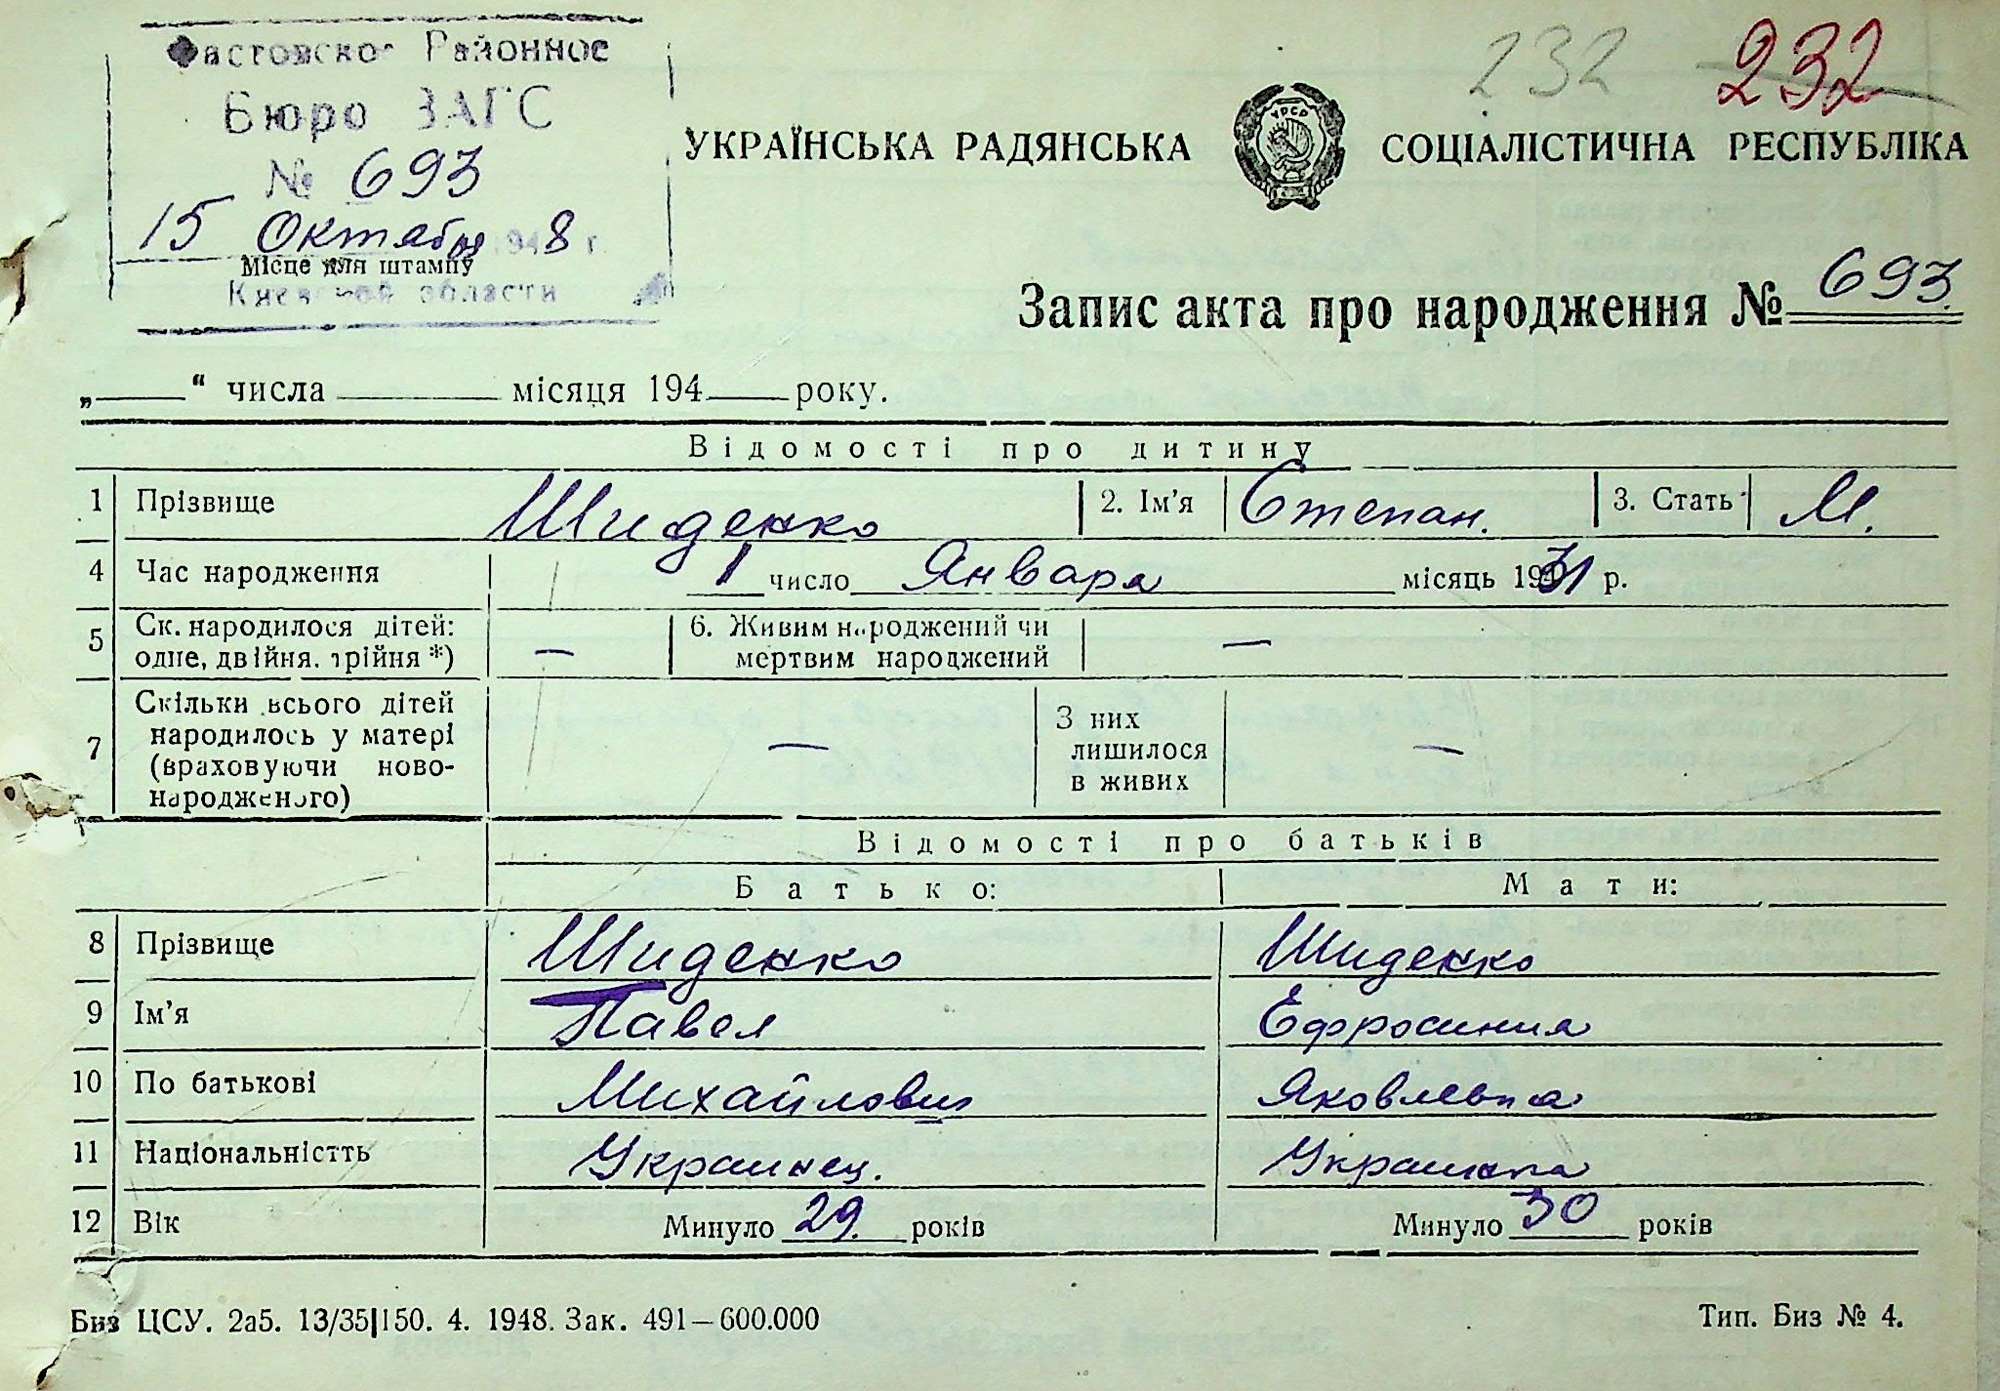 232 232
Фастовское Районное
Бюро ЗАГС
№ 693
15 Октября 1948 г.
Місце для штампу
Киевской области
УКРАЇНСЬКА РАДЯНСЬКА СОЦІАЛІСТИЧНА РЕСПУБЛІКА
УРСР
Запис акта про народження № 693.
„ “ числа місяця 194 року.
Відомості про дитину
1 Прізвище Шиденко 2. Ім’я Степан. 3. Стать М.
4 Час народження 1 число Января місяць 1931 р.
5 Ск. народилося дітей: одне, двійня, трійня *) — 6. Живим народжений чи мертвим народжений —
7 Скільки всього дітей народилось у матері (враховуючи ново-народженого) — З них лишилося в живих —
Відомості про батьків
Батько: Мати:
8 Прізвище Шиденко Шиденко
9 Ім’я Павел Ефросиния
10 По батькові Михайлович Яковлевна
11 Національністть Украинец. Украинка
12 Вік Минуло 29. років Минуло 30 років
Биз ЦСУ. 2а5. 13/35|150. 4. 1948. Зак. 491—600.000 Тип. Биз № 4.